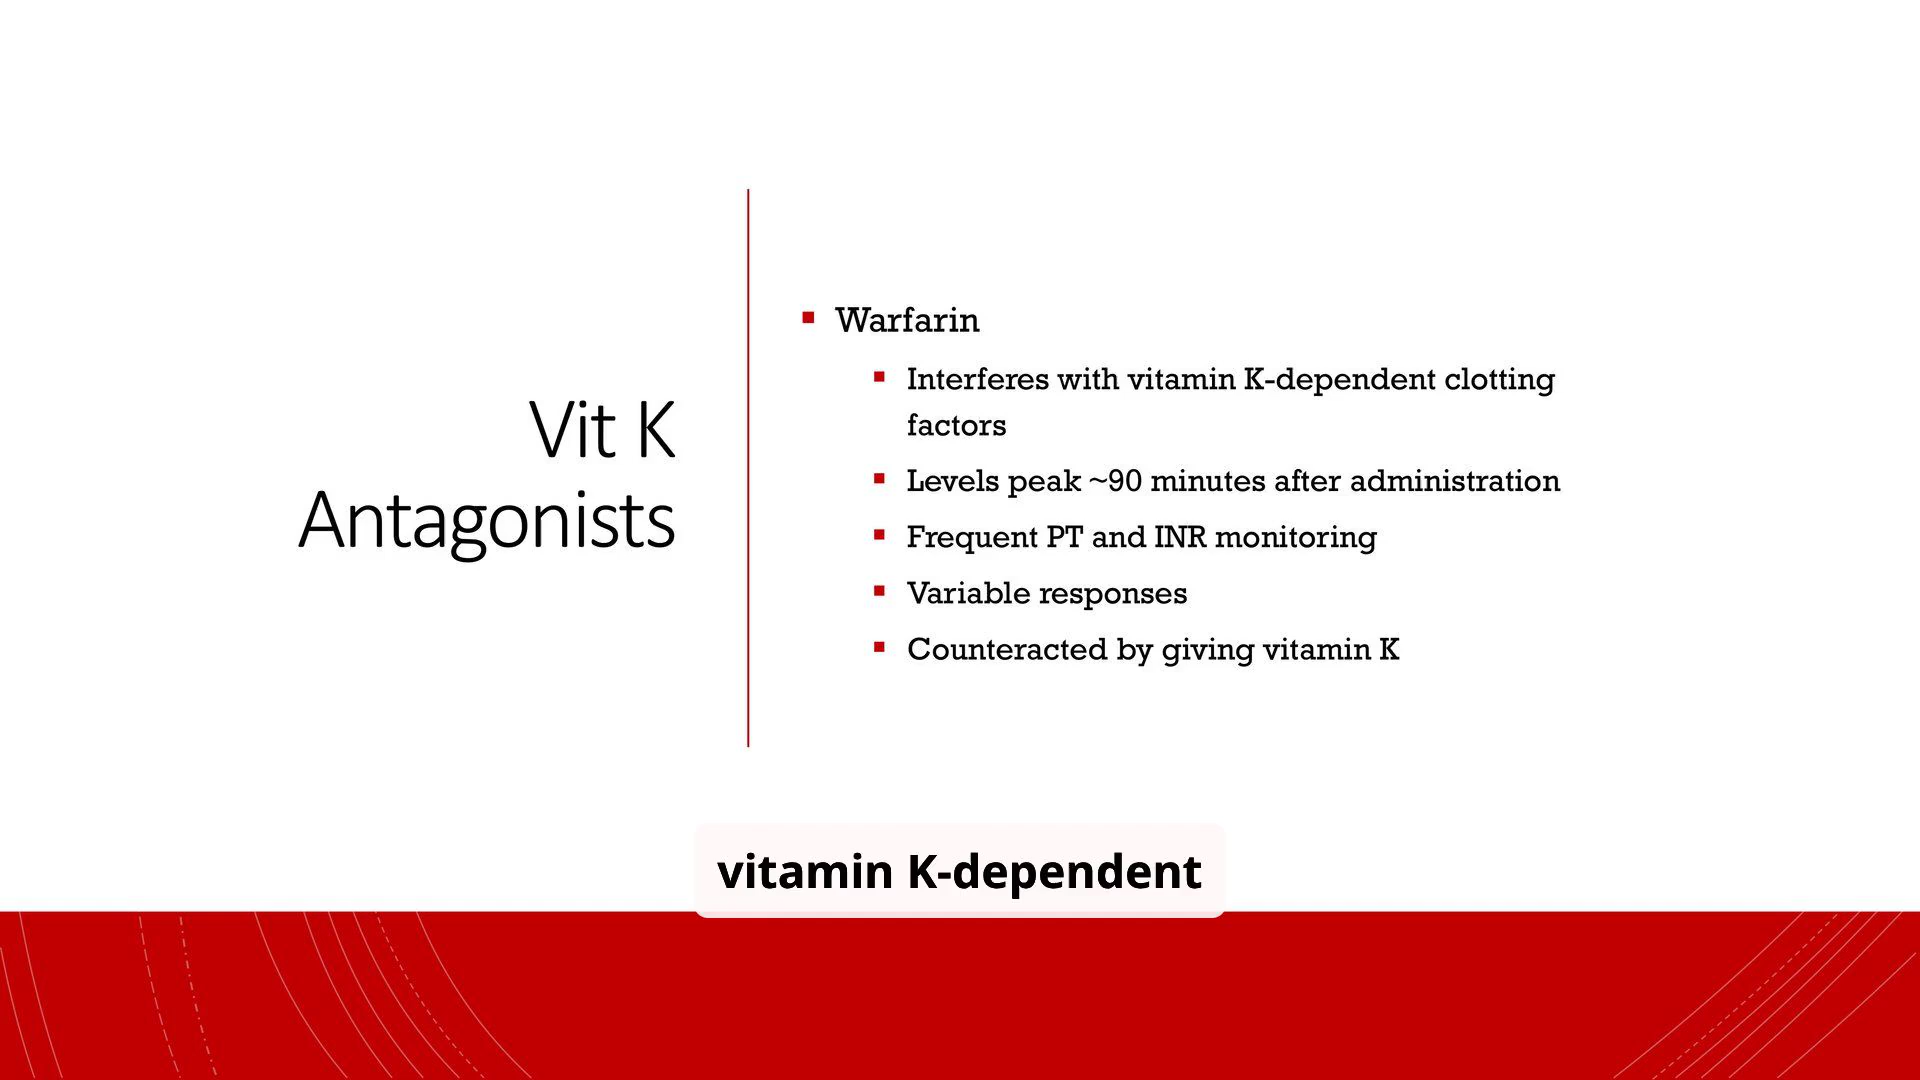 Vit K
Antagonists
Warfarin
Interferes with vitamin K-dependent clotting
factors
Levels peak ~90 minutes after administration
Frequent PT and INR monitoring
Variable responses
Counteracted by giving vitamin K
vitamin K-dependent